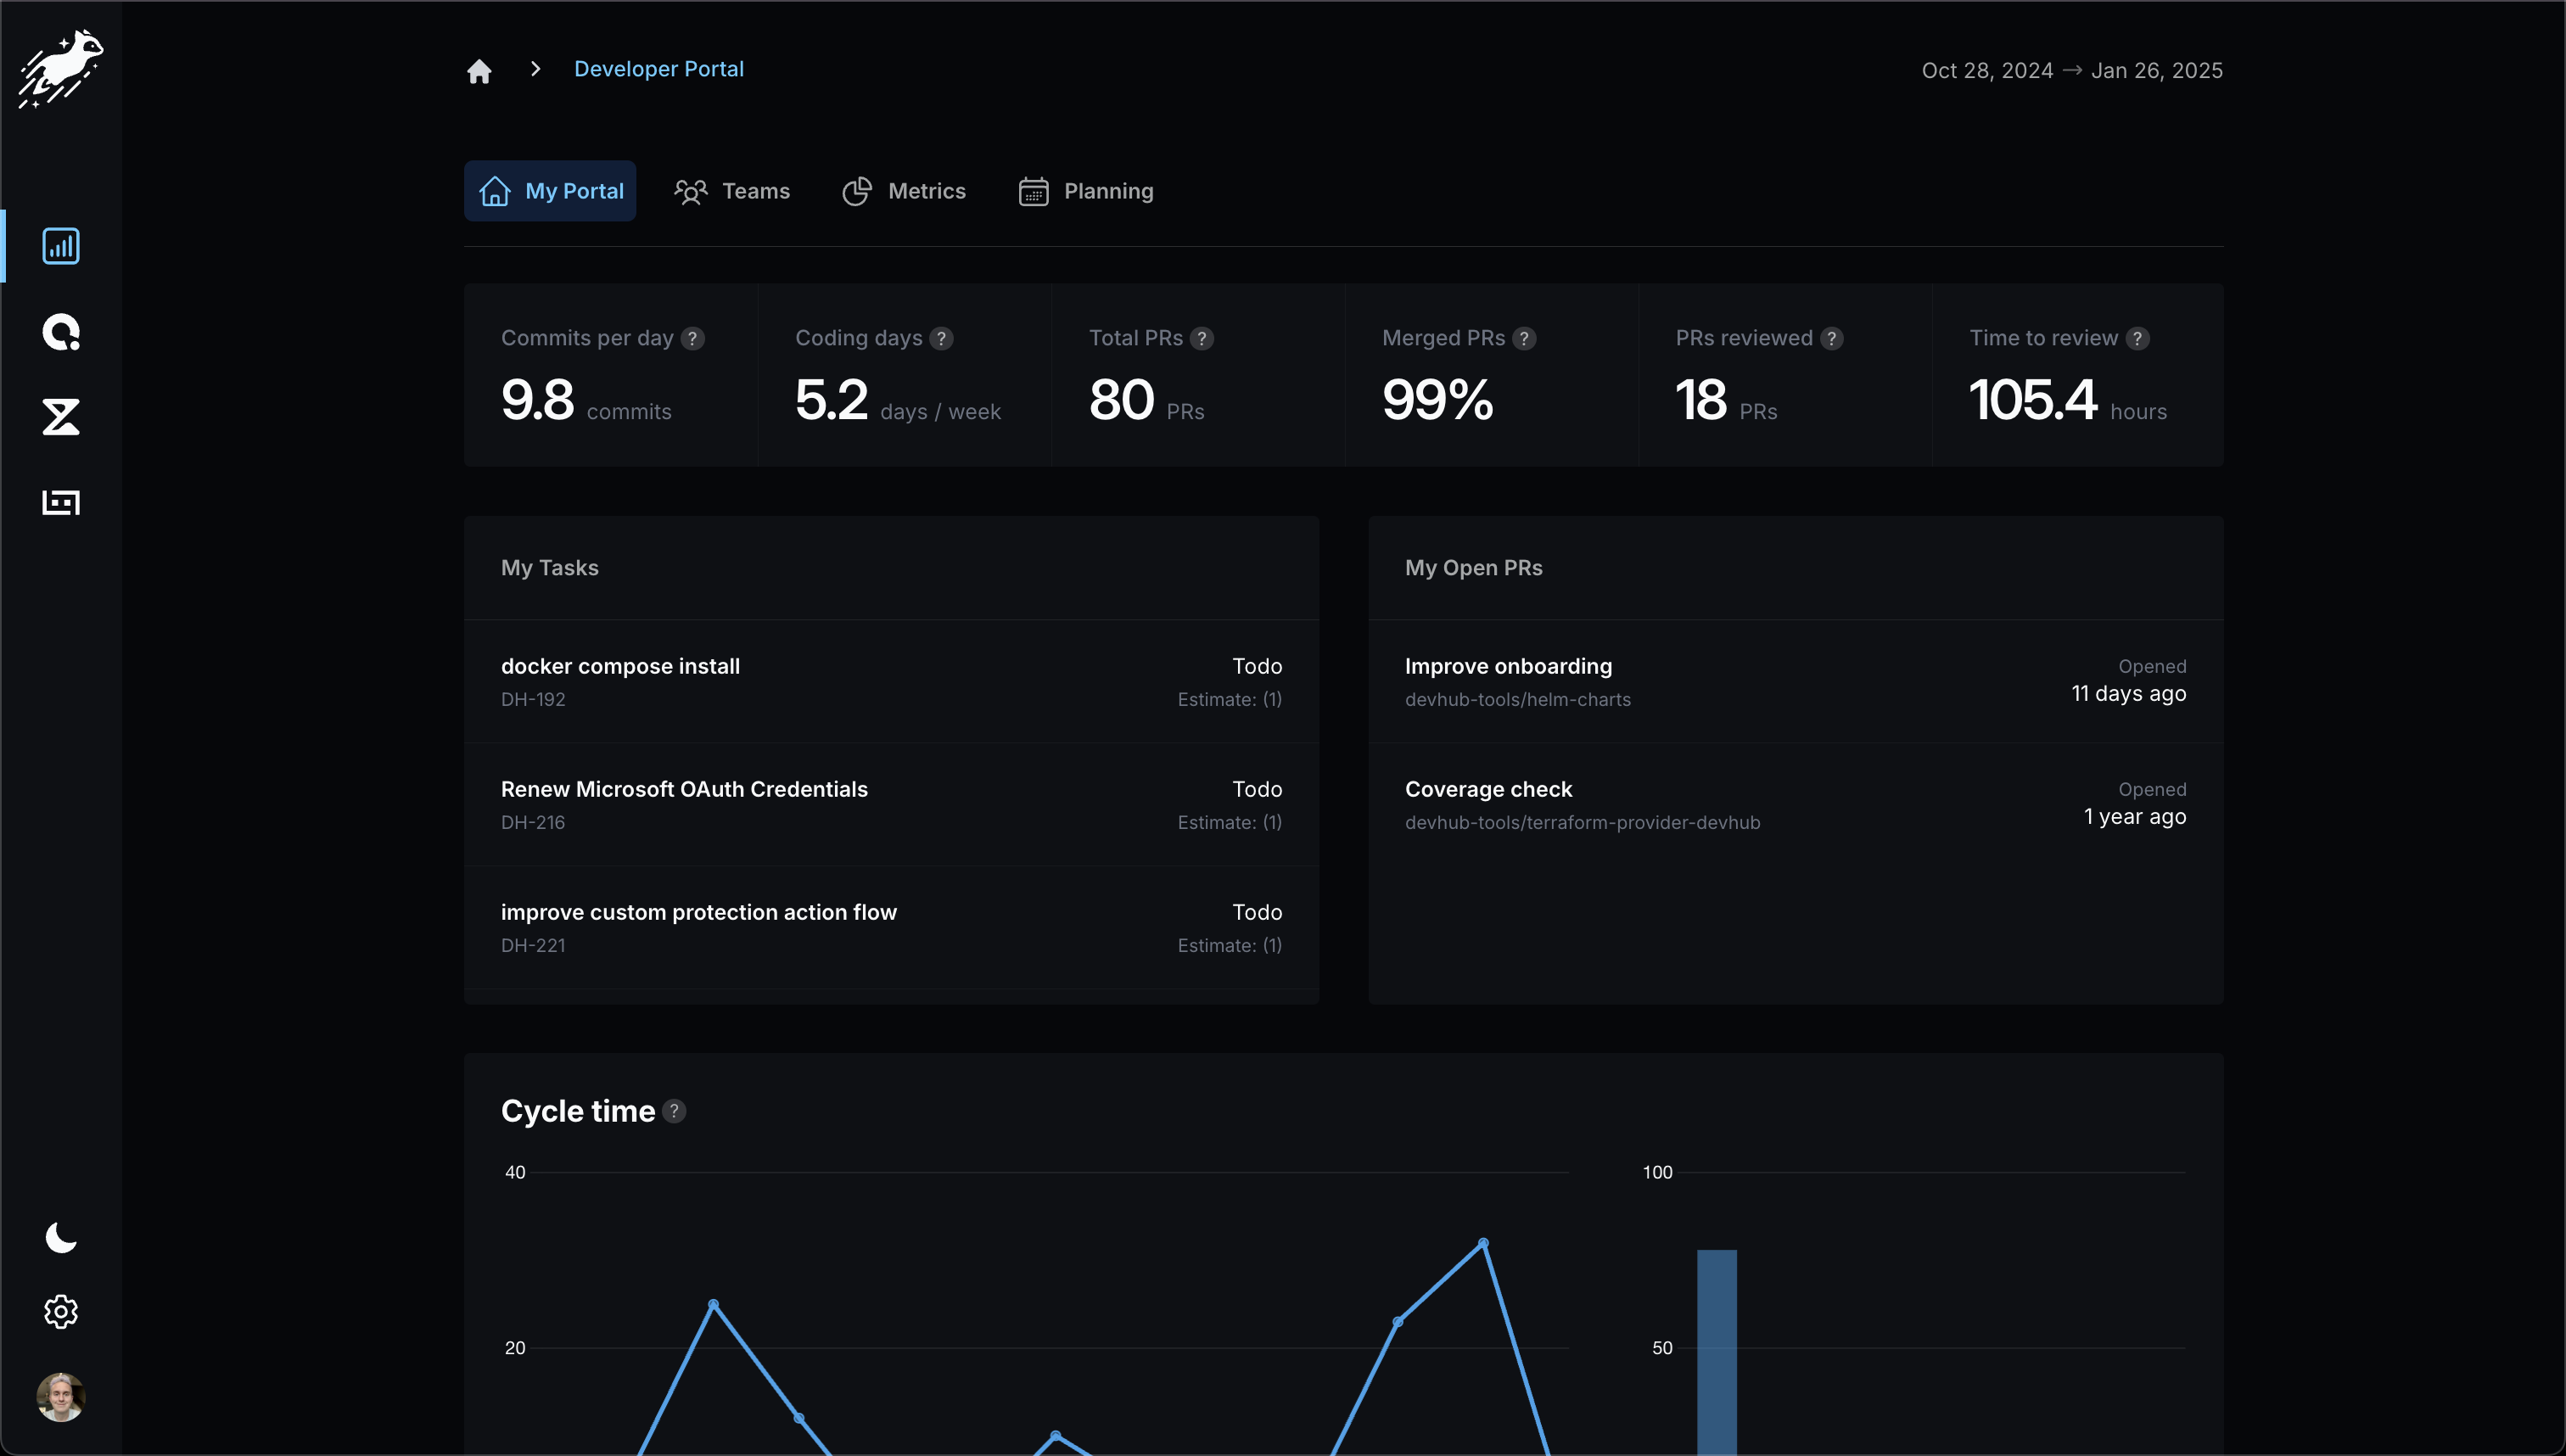 Developer Portal
Oct 28, 2024 → Jan 26, 2025
My Portal
Teams
Metrics
Planning
Commits per day ?
9.8 commits
Coding days ?
5.2 days / week
Total PRs ?
80 PRs
Merged PRs ?
99%
PRs reviewed ?
18 PRs
Time to review ?
105.4 hours
My Tasks
docker compose install
Todo
DH-192
Estimate: (1)
Renew Microsoft OAuth Credentials
Todo
DH-216
Estimate: (1)
improve custom protection action flow
Todo
DH-221
Estimate: (1)
My Open PRs
Improve onboarding
Opened
devhub-tools/helm-charts
11 days ago
Coverage check
Opened
devhub-tools/terraform-provider-devhub
1 year ago
Cycle time ?
40
20
100
50